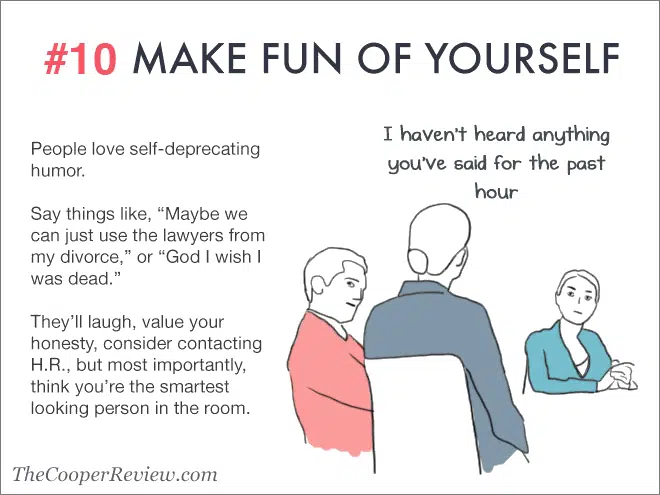 #10 MAKE FUN OF YOURSELF
People love self-deprecating
humor.
Say things like, “Maybe we
can just use the lawyers from
my divorce,” or “God I wish I
was dead.”
They’ll laugh, value your
honesty, consider contacting
H.R., but most importantly,
think you’re the smartest
looking person in the room.
I haven't heard anything
you've said for the past
hour
TheCooperReview.com